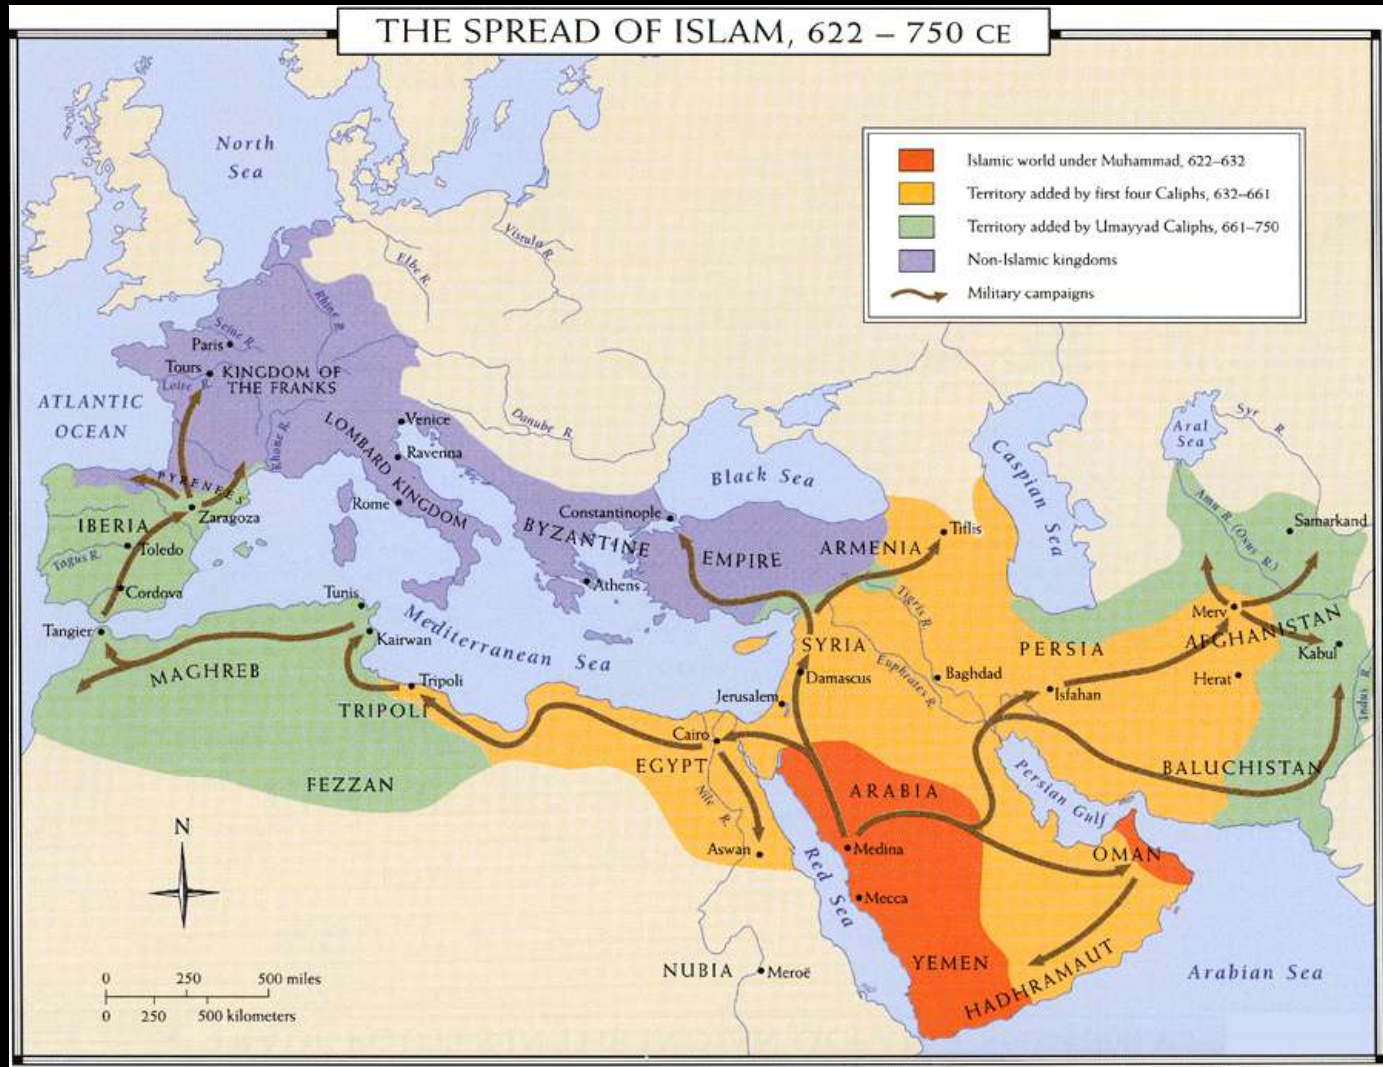 THE SPREAD OF ISLAM, 622 – 750 CE
Islamic world under Muhammad, 622–632
Territory added by first four Caliphs, 632–661
Territory added by Umayyad Caliphs, 661–750
Non-Islamic kingdoms
Military campaigns
North
Sea
Vistula R.
Elbe R.
Rhine R.
Seine R.
Paris
Tours
KINGDOM OF
THE FRANKS
Loire R.
ATLANTIC
OCEAN
Rhone R.
LOMBARD KINGDOM
Venice
Ravenna
Danube R.
Rome
PYRENEES
Zaragoza
IBERIA
Toledo
Tagus R.
Cordova
Tangier
Tunis
Kairwan
MAGHREB
Tripoli
TRIPOLI
FEZZAN
Mediterranean Sea
Black Sea
Constantinople
BYZANTINE
EMPIRE
Athens
ARMENIA
Tiflis
Caspian Sea
Aral
Sea
Syr R.
Amu R. (Oxus R.)
Samarkand
Merv
AFGHANISTAN
Kabul
Herat
Indus R.
PERSIA
Isfahan
Tigris R.
Euphrates R.
Baghdad
SYRIA
Damascus
Jerusalem
Cairo
EGYPT
Nile R.
Aswan
BALUCHISTAN
Persian Gulf
ARABIA
OMAN
Medina
Mecca
Red Sea
YEMEN
HADHRAMAUT
NUBIA
Meroë
Arabian Sea
N
0 250 500 miles
0 250 500 kilometers